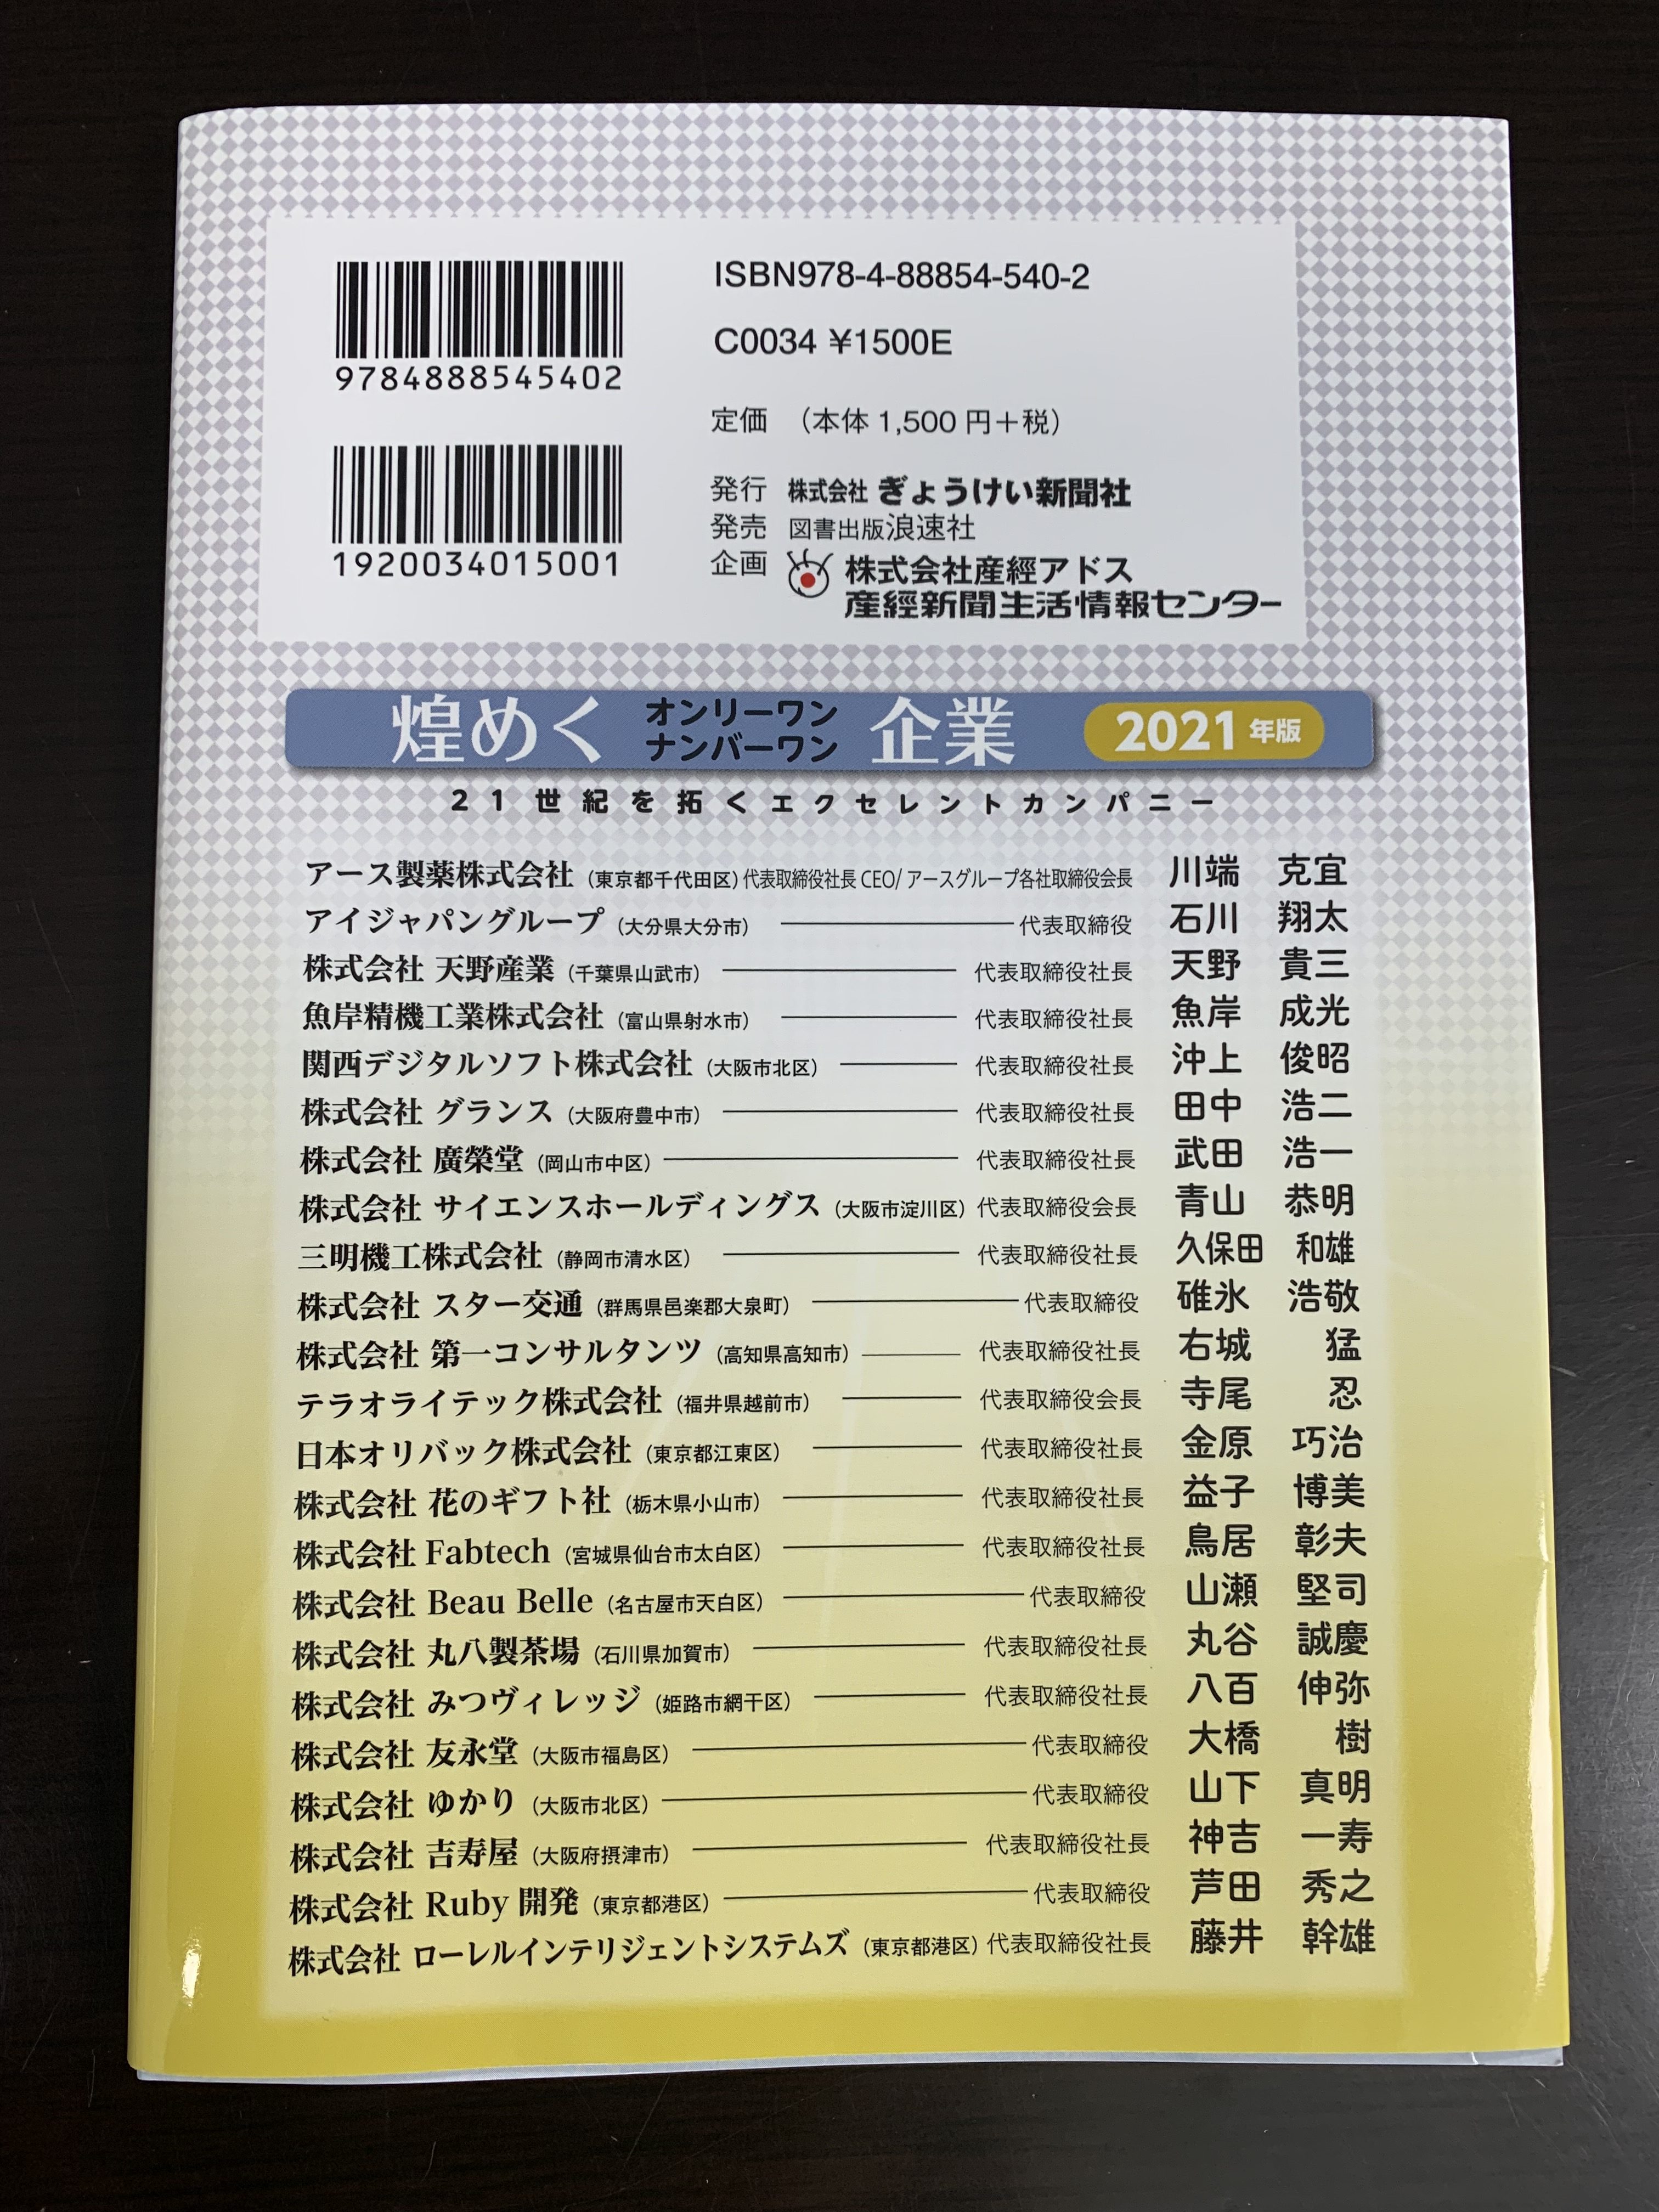 9784888545402
1920034015001
ISBN978-4-88854-540-2
C0034 ¥1500E
定価 （本体 1,500 円＋税）
発行 株式会社 ぎょうけい新聞社
発売 図書出版浪速社
企画 株式会社産經アドス
産經新聞生活情報センター
煌めく オンリーワン ナンバーワン 企業 2021 年版
21世紀を拓くエクセレントカンパニー
アース製薬株式会社（東京都千代田区）代表取締役社長 CEO/ アースグループ各社取締役会長 川端 克宜
アイジャパングループ（大分県大分市）代表取締役 石川 翔太
株式会社 天野産業（千葉県山武市）代表取締役社長 天野 貴三
魚岸精機工業株式会社（富山県射水市）代表取締役社長 魚岸 成光
関西デジタルソフト株式会社（大阪市北区）代表取締役社長 沖上 俊昭
株式会社 グランス（大阪府豊中市）代表取締役社長 田中 浩二
株式会社 廣榮堂（岡山市中区）代表取締役社長 武田 浩一
株式会社 サイエンスホールディングス（大阪市淀川区）代表取締役会長 青山 恭明
三明機工株式会社（静岡市清水区）代表取締役社長 久保田 和雄
株式会社 スター交通（群馬県邑楽郡大泉町）代表取締役 碓氷 浩敬
株式会社 第一コンサルタンツ（高知県高知市）代表取締役社長 右城 猛
テラオライテック株式会社（福井県越前市）代表取締役会長 寺尾 忍
日本オリバック株式会社（東京都江東区）代表取締役社長 金原 巧治
株式会社 花のギフト社（栃木県小山市）代表取締役社長 益子 博美
株式会社 Fabtech（宮城県仙台市太白区）代表取締役社長 鳥居 彰夫
株式会社 Beau Belle（名古屋市天白区）代表取締役 山瀬 堅司
株式会社 丸八製茶場（石川県加賀市）代表取締役社長 丸谷 誠慶
株式会社 みつヴィレッジ（姫路市網干区）代表取締役社長 八百 伸弥
株式会社 友永堂（大阪市福島区）代表取締役 大橋 樹
株式会社 ゆかり（大阪市北区）代表取締役 山下 真明
株式会社 吉寿屋（大阪府摂津市）代表取締役社長 神吉 一寿
株式会社 Ruby 開発（東京都港区）代表取締役 芦田 秀之
株式会社 ローレルインテリジェントシステムズ（東京都港区）代表取締役社長 藤井 幹雄